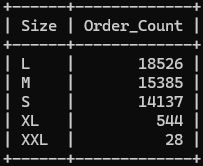 +------+-------------+
| Size | Order_Count |
+------+-------------+
| L    |       18526 |
| M    |       15385 |
| S    |       14137 |
| XL   |         544 |
| XXL  |          28 |
+------+-------------+